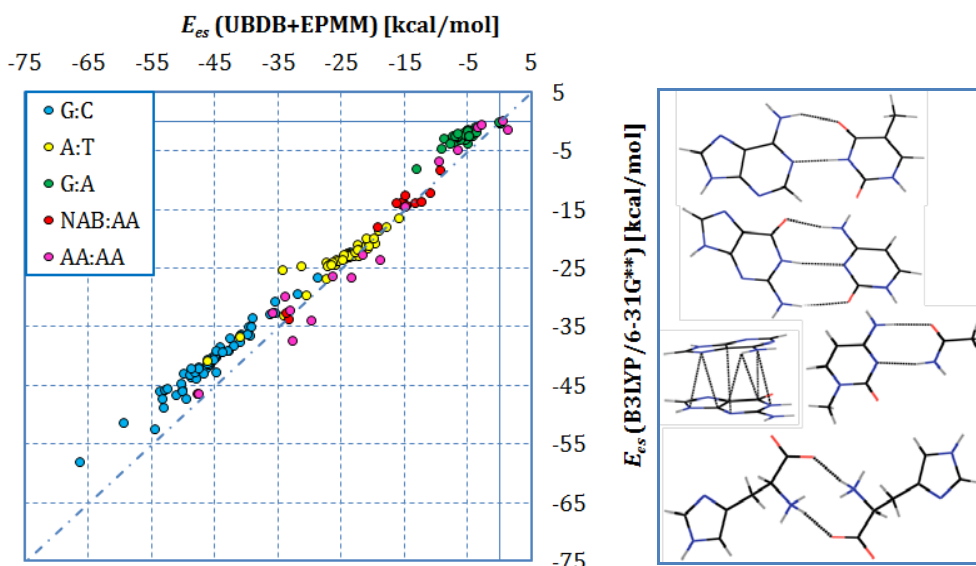 E_es (UBDB+EPMM) [kcal/mol]
-75 -65 -55 -45 -35 -25 -15 -5 5
5
-5
-15
-25
-35
-45
-55
-65
-75
G:C
A:T
G:A
NAB:AA
AA:AA
E_es (B3LYP/6-31G**) [kcal/mol]